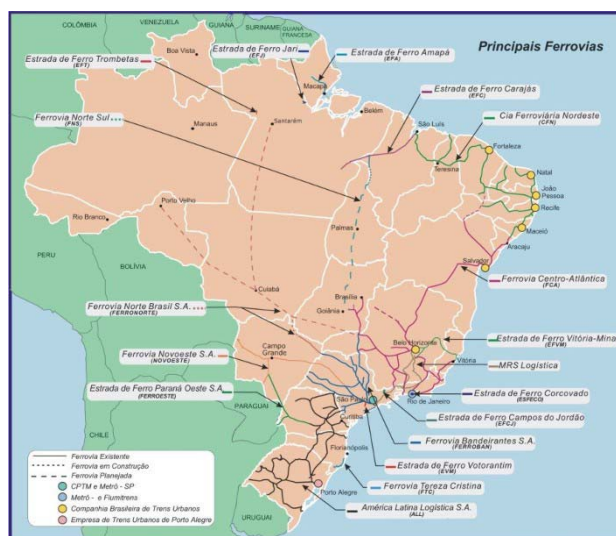 COLÔMBIA
VENEZUELA
GUIANA
SURINAME
GUIANA
FRANCESA
Principais Ferrovias
Boa Vista
Estrada de Ferro Jari
(EFJ)
Estrada de Ferro Amapá
(EFA)
Estrada de Ferro Trombetas
(EFT)
Macapá
Estrada de Ferro Carajás
(EFC)
Belém
Ferrovia Norte Sul
(FNS)
Santarém
Manaus
São Luís
Cia Ferroviária Nordeste
(CFN)
Fortaleza
Teresina
Natal
João
Pessoa
Recife
Porto Velho
Rio Branco
Palmas
Maceió
Aracaju
PERU
BOLÍVIA
Salvador
Ferrovia Centro-Atlântica
(FCA)
Cuiabá
Brasília
Goiânia
Ferrovia Norte Brasil S.A.
(FERRONORTE)
Belo Horizonte
Estrada de Ferro Vitória-Mina
(EFVM)
Ferrovia Novoeste S.A.
(NOVOESTE)
Campo
Grande
Vitória
MRS Logística
Estrada de Ferro Paraná Oeste S.A
(FERROESTE)
Estrada de Ferro Corcovado
(ESFECO)
Rio de Janeiro
São Paulo
PARAGUAI
Estrada de Ferro Campos do Jordão
(EFCJ)
Curitiba
CHILE
Ferrovia Bandeirantes S.A.
(FERROBAN)
Florianópolis
Estrada de Ferro Votorantim
(EVM)
Ferrovia Tereza Cristina
(FTC)
Porto Alegre
América Latina Logística S.A.
(ALL)
URUGUAI
Ferrovia Existente
Ferrovia em Construção
Ferrovia Planejada
CPTM e Metrô - SP
Metrô - e Flumitrens
Companhia Brasileira de Trens Urbanos
Empresa de Trens Urbanos de Porto Alegre